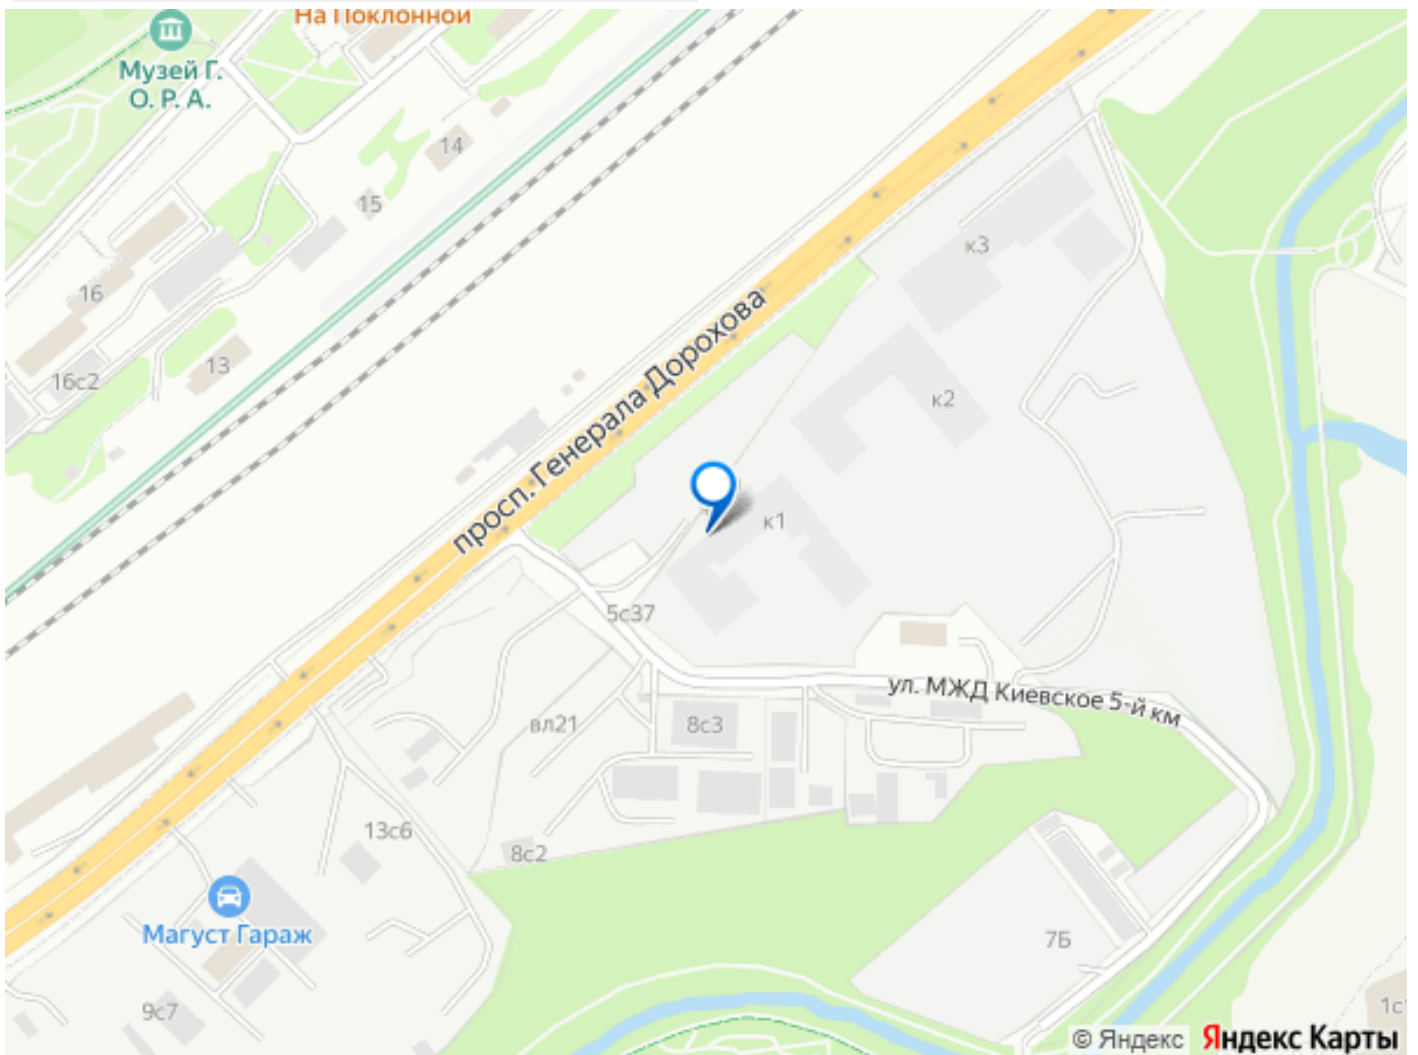 На Поклонной
Музей Г.
О. Р. А.
14
15
к3
16
просп. Генерала Дорохова
13
16с2
к2
к1
5с37
ул. МЖД Киевское 5-й км
вл21
8с3
13с6
8с2
Магуст Гараж
7Б
9с7
© Яндекс Яндекс Карты